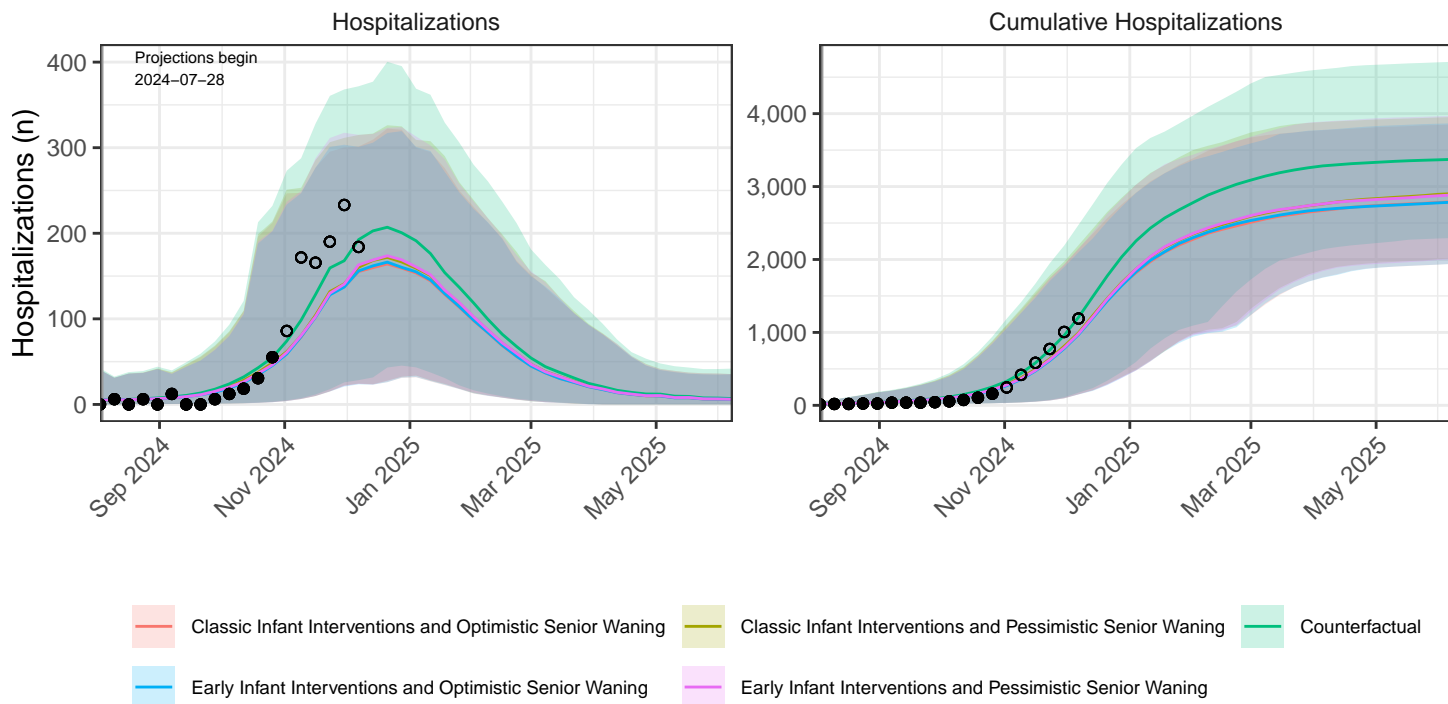 Hospitalizations
Cumulative Hospitalizations
Projections begin
2024−07−28
Hospitalizations (n)
400
300
200
100
0
4,000
3,000
2,000
1,000
0
Sep 2024
Nov 2024
Jan 2025
Mar 2025
May 2025
Sep 2024
Nov 2024
Jan 2025
Mar 2025
May 2025
Classic Infant Interventions and Optimistic Senior Waning
Classic Infant Interventions and Pessimistic Senior Waning
Counterfactual
Early Infant Interventions and Optimistic Senior Waning
Early Infant Interventions and Pessimistic Senior Waning